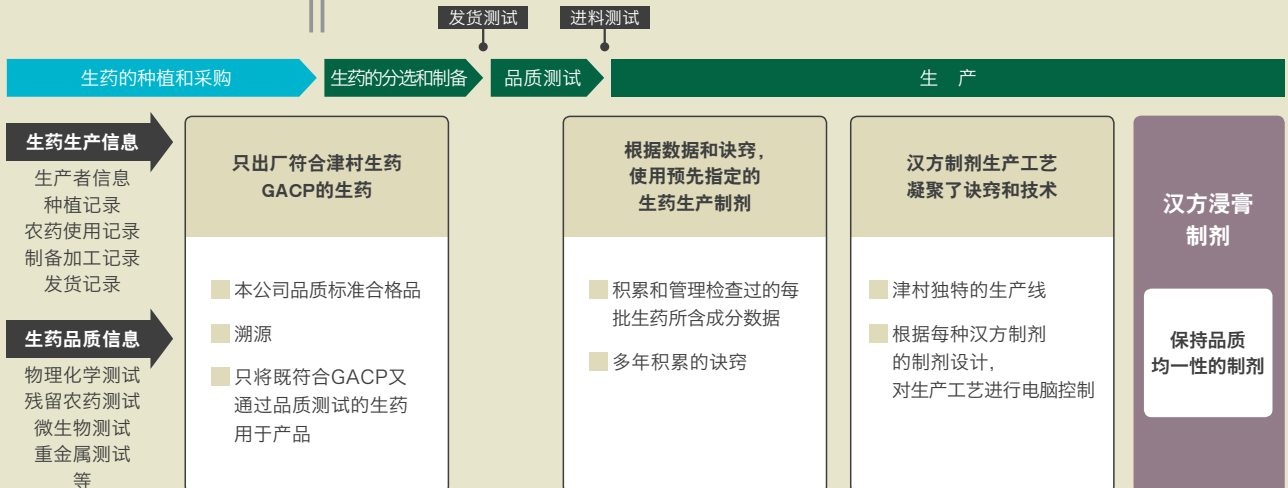 发货测试
进料测试
生药的种植和采购
生药的分选和制备
品质测试
生 产
生药生产信息
生产者信息
种植记录
农药使用记录
制备加工记录
发货记录
生药品质信息
物理化学测试
残留农药测试
微生物测试
重金属测试
等
只出厂符合津村生药
GACP的生药
本公司品质标准合格品
溯源
只将既符合GACP又
通过品质测试的生药
用于产品
根据数据和诀窍，
使用预先指定的
生药生产制剂
积累和管理检查过的每
批生药所含成分数据
多年积累的诀窍
汉方制剂生产工艺
凝聚了诀窍和技术
津村独特的生产线
根据每种汉方制剂
的制剂设计，
对生产工艺进行电脑控制
汉方浸膏
制剂
保持品质
均一性的制剂